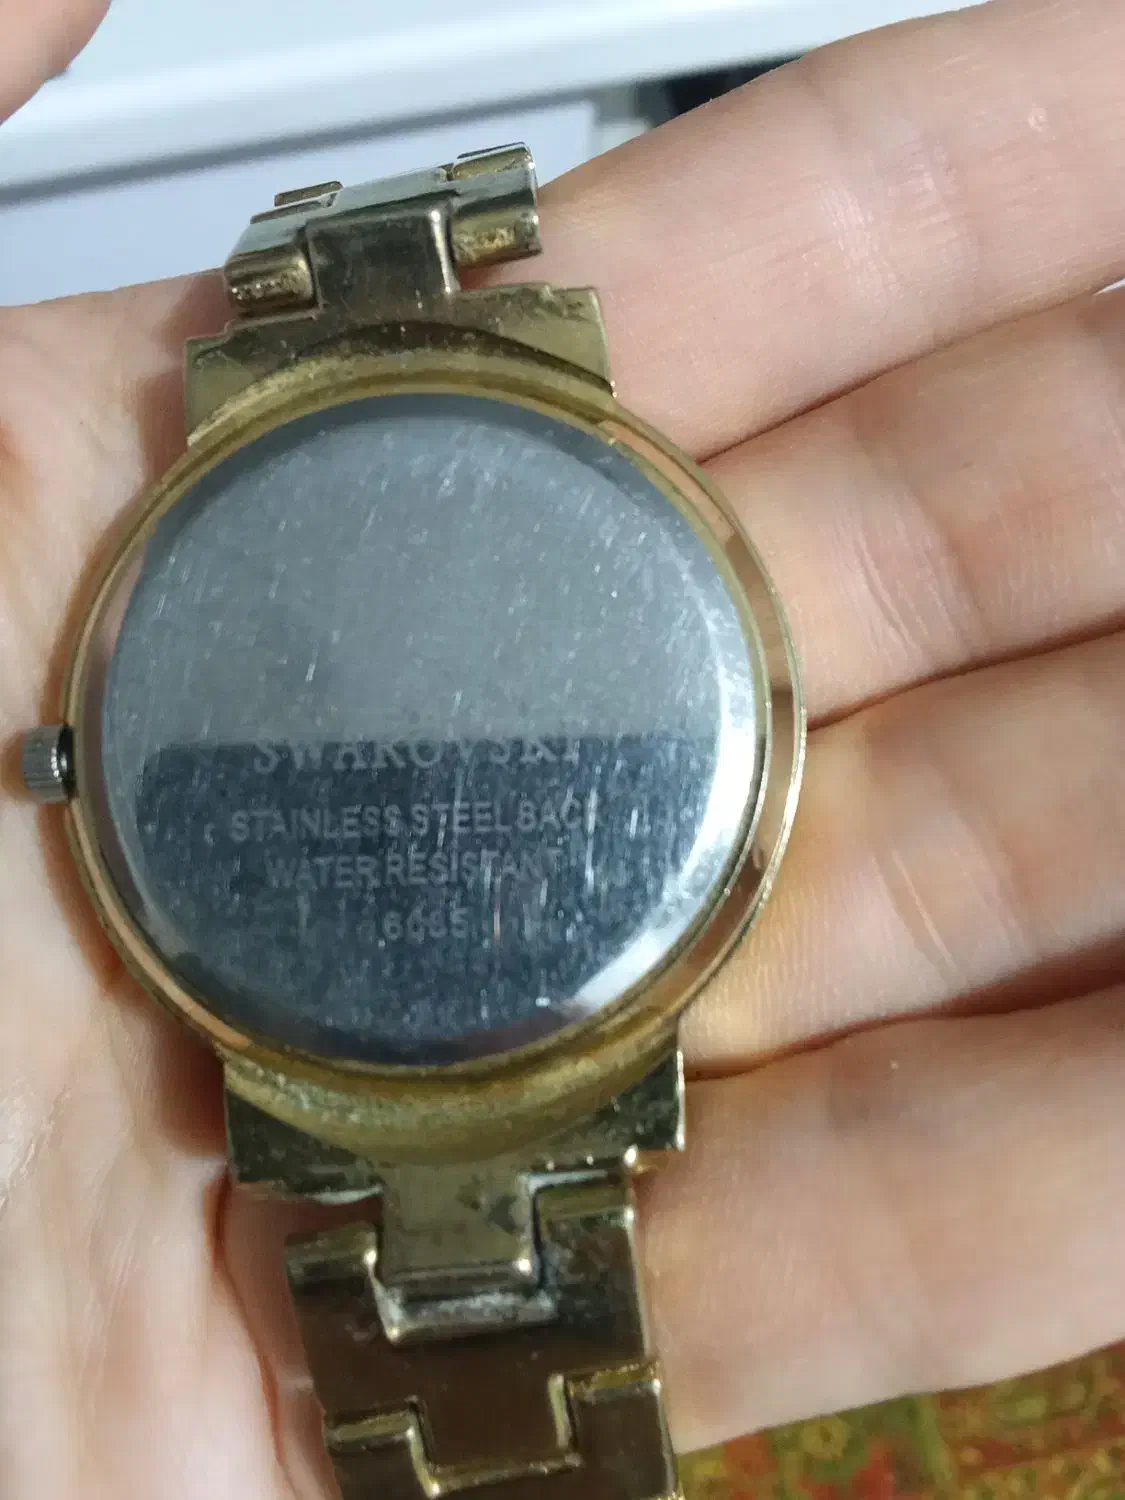 SWAROVSKI
STAINLESS STEEL BACK
WATER RESISTANT